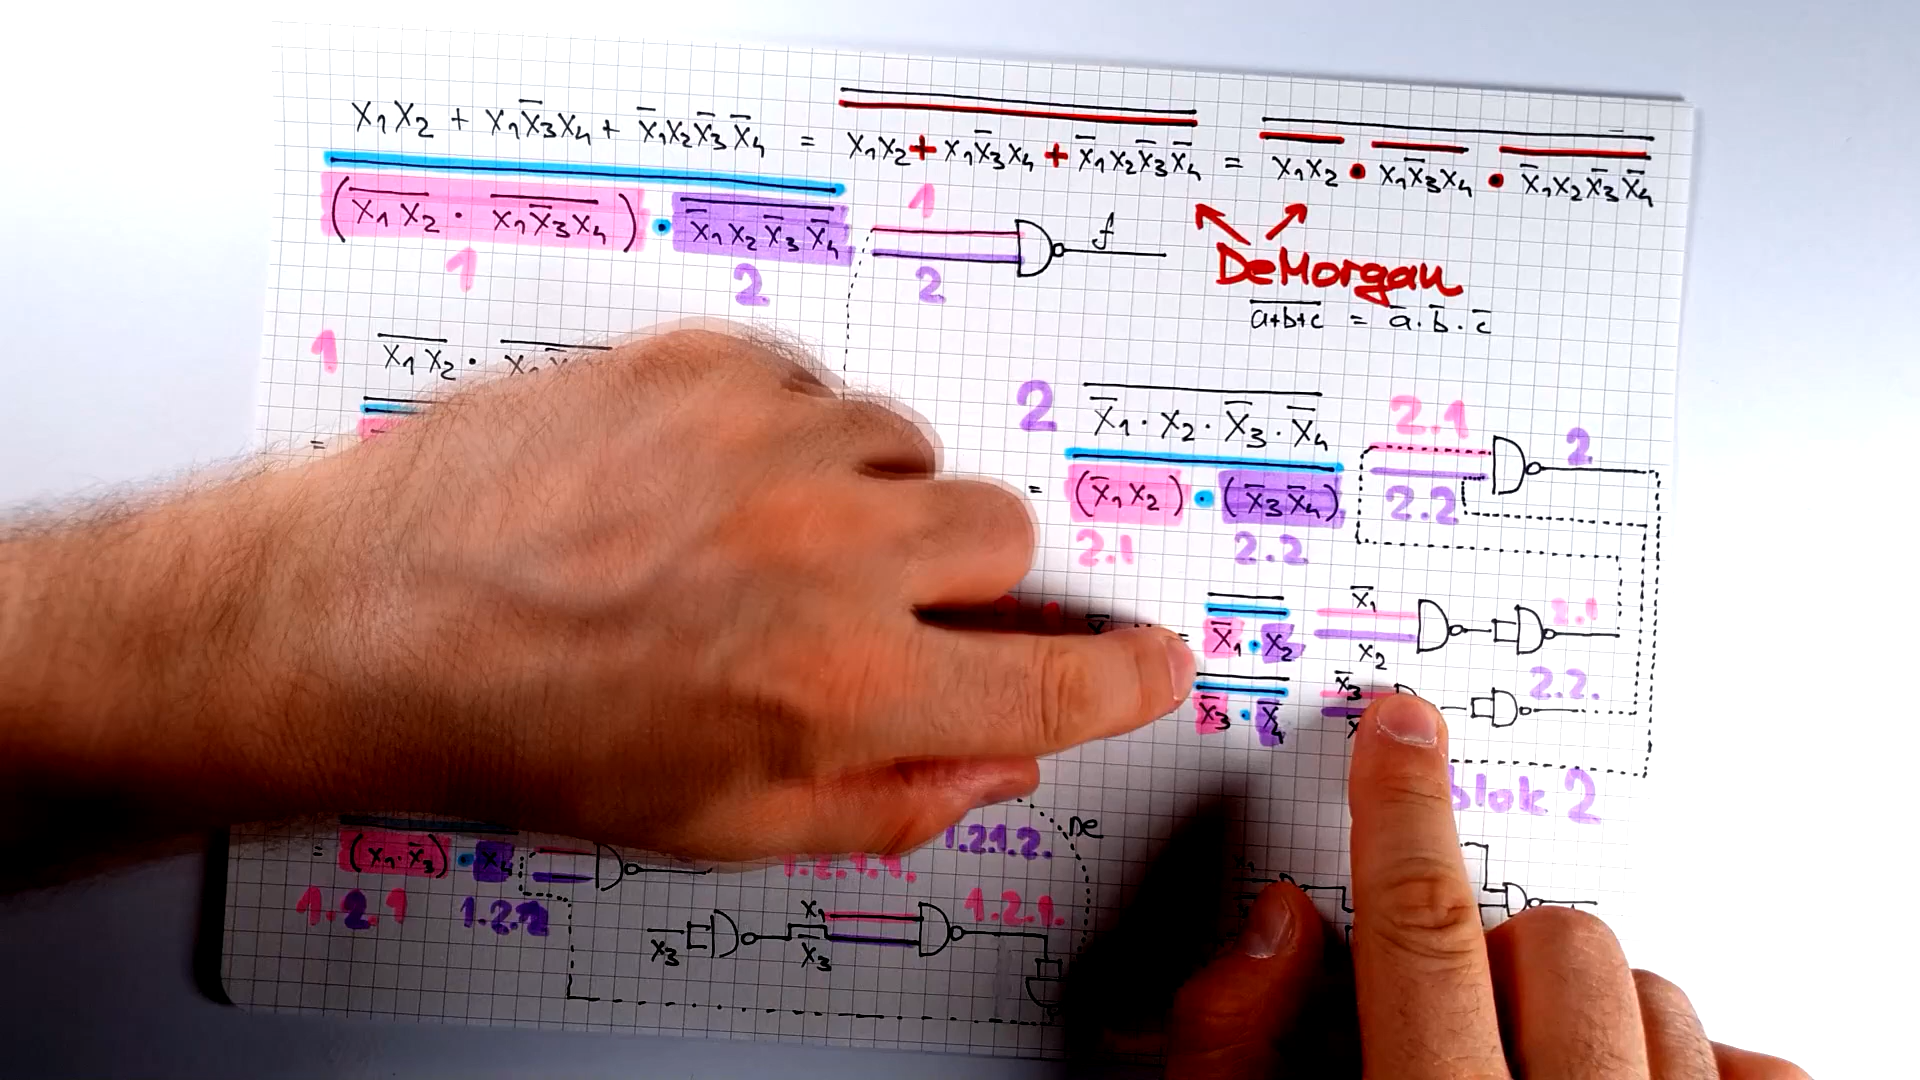 x₁x₂ + x₁x̅₃x₄ + x̅₁x₂x̅₃x̅₄ = x₁x₂ + x₁x̅₃x₄ + x̅₁x₂x̅₃x̅₄ = x₁x₂ • x₁x̅₃x₄ • x̅₁x₂x̅₃x̅₄
(x₁x₂ · x₁x̅₃x₄) • x̅₁x₂x̅₃x̅₄
1 2
1
2
f
DeMorgan
a+b+c = a̅ · b̅ · c̅
1 x₁x₂ ·
=
2 x̅₁ · x₂ · x̅₃ · x̅₄
= (x̅₁x₂) • (x̅₃x̅₄)
2.1 2.2
2.1
2.2
2
= x̅₁ · x₂
x̅₁
x₂
2.1
x̅₃ · x̅₄
x̅₃
2.2.
blok 2
= (x₁·x̅₃) • x₄
1.2.1 1.2.2
1.2.1.1.
1.2.1.2.
De
x₃
x₁
x̅₃
1.2.1.